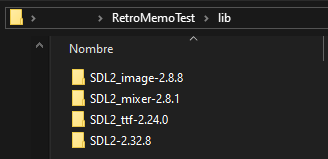 RetroMemoTest > lib
Nombre
SDL2_image-2.8.8
SDL2_mixer-2.8.1
SDL2_ttf-2.24.0
SDL2-2.32.8